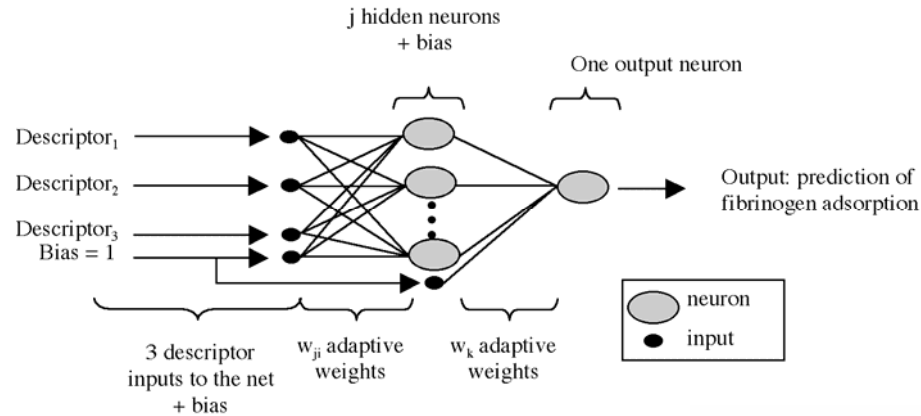 j hidden neurons
+ bias
One output neuron
Descriptor₁
Descriptor₂
Descriptor₃
Bias = 1
Output: prediction of
fibrinogen adsorption
neuron
input
3 descriptor
inputs to the net
+ bias
wⱼᵢ adaptive
weights
wₖ adaptive
weights